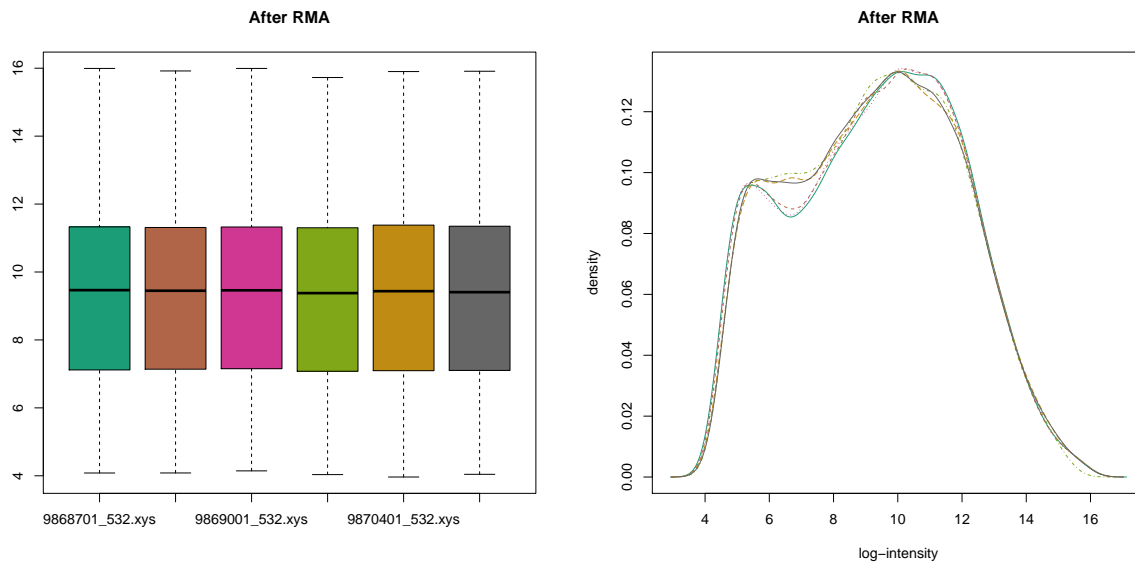 After RMA
16
14
12
10
8
6
4
9868701_532.xys 9869001_532.xys 9870401_532.xys
After RMA
density
0.12
0.10
0.08
0.06
0.04
0.02
0.00
4 6 8 10 12 14 16
log−intensity